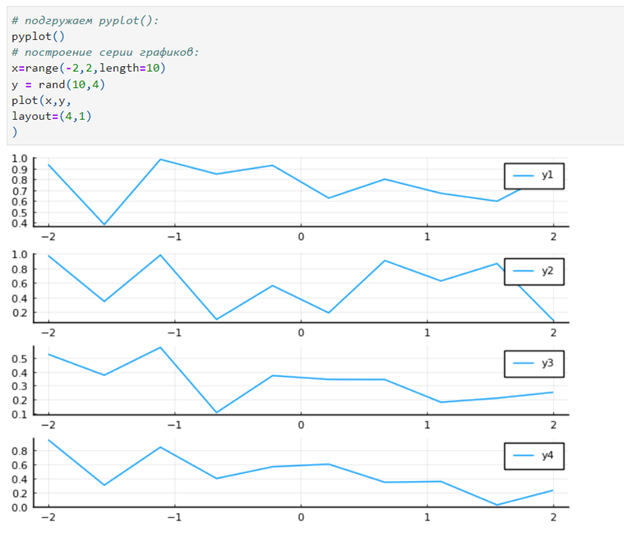 # подгружаем pyplot():
pyplot()
# построение серии графиков:
x=range(-2,2,length=10)
y = rand(10,4)
plot(x,y,
layout=(4,1)
)
1.0
0.9
0.8
0.7
0.6
0.5
0.4
y1
−2 −1 0 1 2
1.0
0.8
0.6
0.4
0.2
y2
−2 −1 0 1 2
0.5
0.4
0.3
0.2
0.1
y3
−2 −1 0 1 2
0.8
0.6
0.4
0.2
0.0
y4
−2 −1 0 1 2